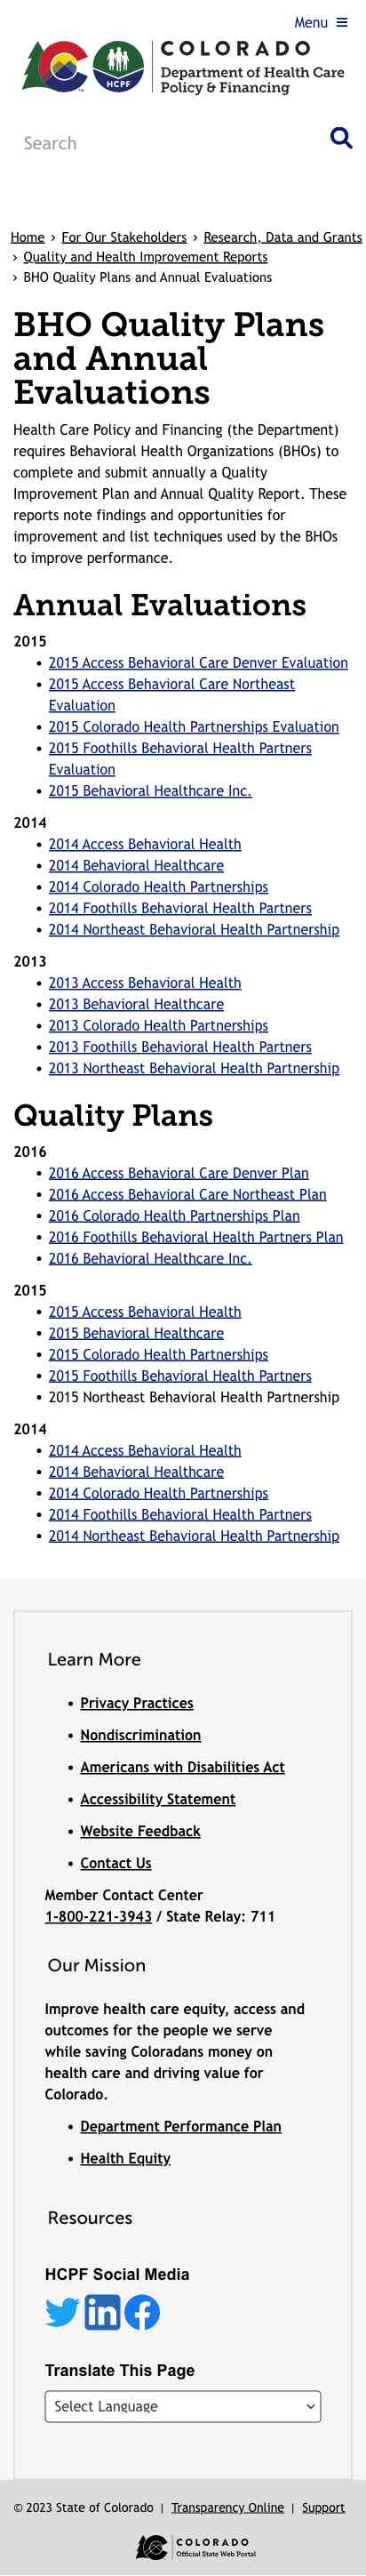 Menu
COLORADO
HCPF
Department of Health Care
Policy & Financing
TM
Search
Home › For Our Stakeholders › Research, Data and Grants
› Quality and Health Improvement Reports
› BHO Quality Plans and Annual Evaluations
BHO Quality Plans
and Annual
Evaluations
Health Care Policy and Financing (the Department)
requires Behavioral Health Organizations (BHOs) to
complete and submit annually a Quality
Improvement Plan and Annual Quality Report. These
reports note findings and opportunities for
improvement and list techniques used by the BHOs
to improve performance.
Annual Evaluations
2015
• 2015 Access Behavioral Care Denver Evaluation
• 2015 Access Behavioral Care Northeast
Evaluation
• 2015 Colorado Health Partnerships Evaluation
• 2015 Foothills Behavioral Health Partners
Evaluation
• 2015 Behavioral Healthcare Inc.
2014
• 2014 Access Behavioral Health
• 2014 Behavioral Healthcare
• 2014 Colorado Health Partnerships
• 2014 Foothills Behavioral Health Partners
• 2014 Northeast Behavioral Health Partnership
2013
• 2013 Access Behavioral Health
• 2013 Behavioral Healthcare
• 2013 Colorado Health Partnerships
• 2013 Foothills Behavioral Health Partners
• 2013 Northeast Behavioral Health Partnership
Quality Plans
2016
• 2016 Access Behavioral Care Denver Plan
• 2016 Access Behavioral Care Northeast Plan
• 2016 Colorado Health Partnerships Plan
• 2016 Foothills Behavioral Health Partners Plan
• 2016 Behavioral Healthcare Inc.
2015
• 2015 Access Behavioral Health
• 2015 Behavioral Healthcare
• 2015 Colorado Health Partnerships
• 2015 Foothills Behavioral Health Partners
• 2015 Northeast Behavioral Health Partnership
2014
• 2014 Access Behavioral Health
• 2014 Behavioral Healthcare
• 2014 Colorado Health Partnerships
• 2014 Foothills Behavioral Health Partners
• 2014 Northeast Behavioral Health Partnership
Learn More
• Privacy Practices
• Nondiscrimination
• Americans with Disabilities Act
• Accessibility Statement
• Website Feedback
• Contact Us
Member Contact Center
1-800-221-3943 / State Relay: 711
Our Mission
Improve health care equity, access and
outcomes for the people we serve
while saving Coloradans money on
health care and driving value for
Colorado.
• Department Performance Plan
• Health Equity
Resources
HCPF Social Media
in
Translate This Page
Select Language
© 2023 State of Colorado | Transparency Online | Support
COLORADO
Official State Web Portal